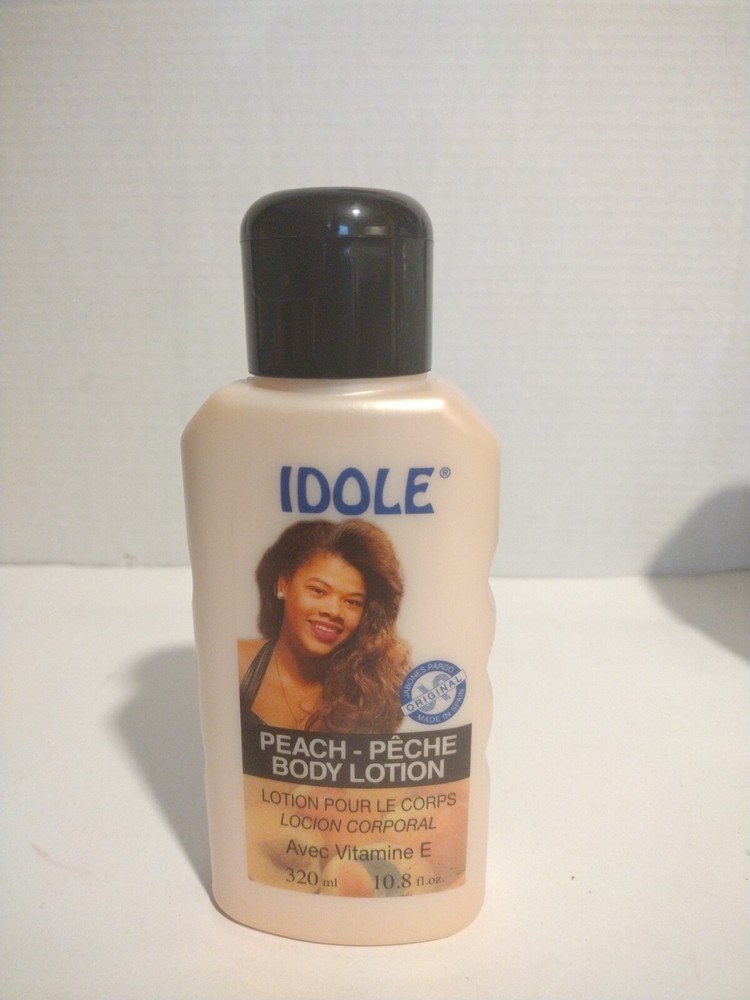 IDOLE®
JABONES PARDO
ORIGINAL
MADE IN SPAIN
PEACH - PÊCHE
BODY LOTION
LOTION POUR LE CORPS
LOCION CORPORAL
Avec Vitamine E
320 ml 10.8 fl.oz.